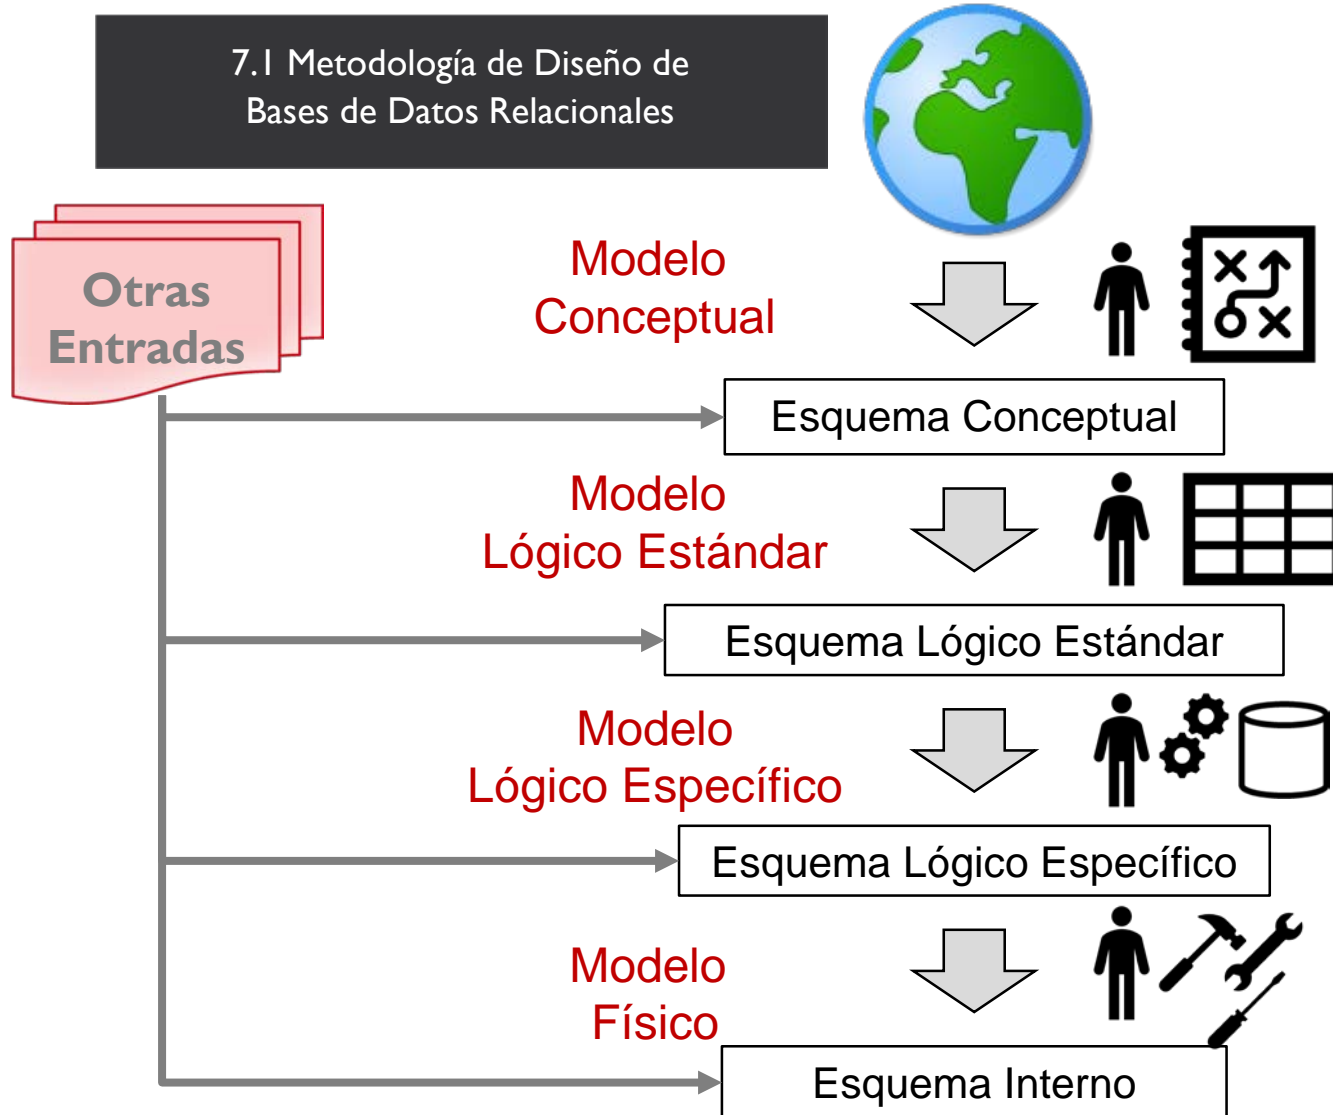 7.1 Metodología de Diseño de
Bases de Datos Relacionales
Otras
Entradas
Modelo
Conceptual
Esquema Conceptual
Modelo
Lógico Estándar
Esquema Lógico Estándar
Modelo
Lógico Específico
Esquema Lógico Específico
Modelo
Físico
Esquema Interno